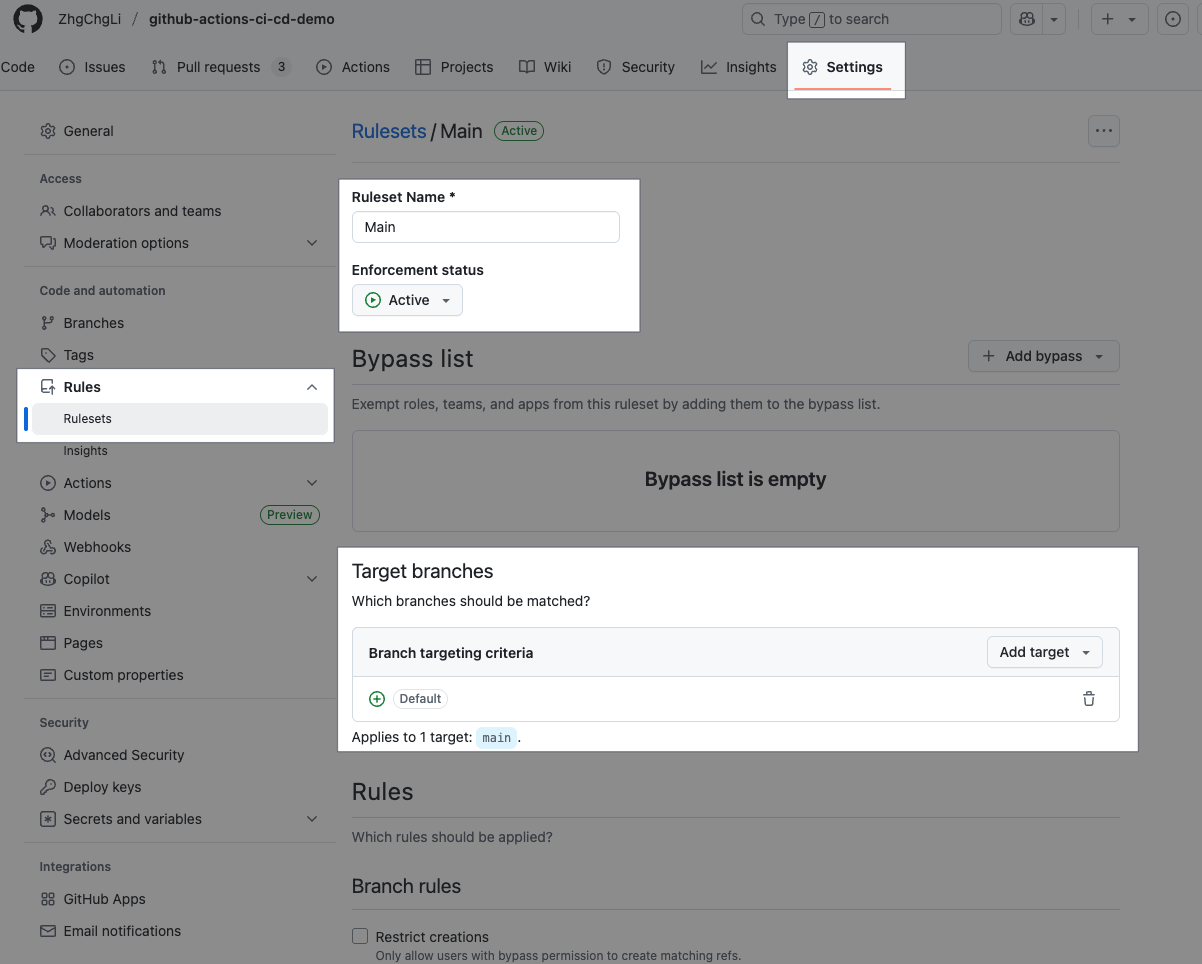 ZhgChgLi / github-actions-ci-cd-demo
Type / to search
Code
Issues
Pull requests 3
Actions
Projects
Wiki
Security
Insights
Settings
General
Access
Collaborators and teams
Moderation options
Code and automation
Branches
Tags
Rules
Rulesets
Insights
Actions
Models Preview
Webhooks
Copilot
Environments
Pages
Custom properties
Security
Advanced Security
Deploy keys
Secrets and variables
Integrations
GitHub Apps
Email notifications
Rulesets / Main Active
Ruleset Name *
Main
Enforcement status
Active
Bypass list
Add bypass
Exempt roles, teams, and apps from this ruleset by adding them to the bypass list.
Bypass list is empty
Target branches
Which branches should be matched?
Branch targeting criteria
Add target
Default
Applies to 1 target: main.
Rules
Which rules should be applied?
Branch rules
Restrict creations
Only allow users with bypass permission to create matching refs.